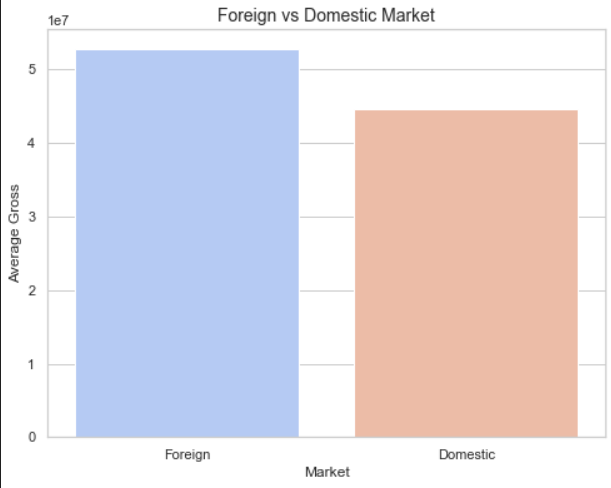 Foreign vs Domestic Market
1e7
5
4
3
2
1
0
Average Gross
Foreign
Domestic
Market